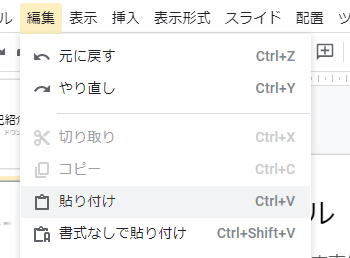 ル 編集 表示 挿入 表示形式 スライド 配置 ツ
元に戻す Ctrl+Z
やり直し Ctrl+Y
切り取り Ctrl+X
コピー Ctrl+C
貼り付け Ctrl+V
ル
書式なしで貼り付け Ctrl+Shift+V